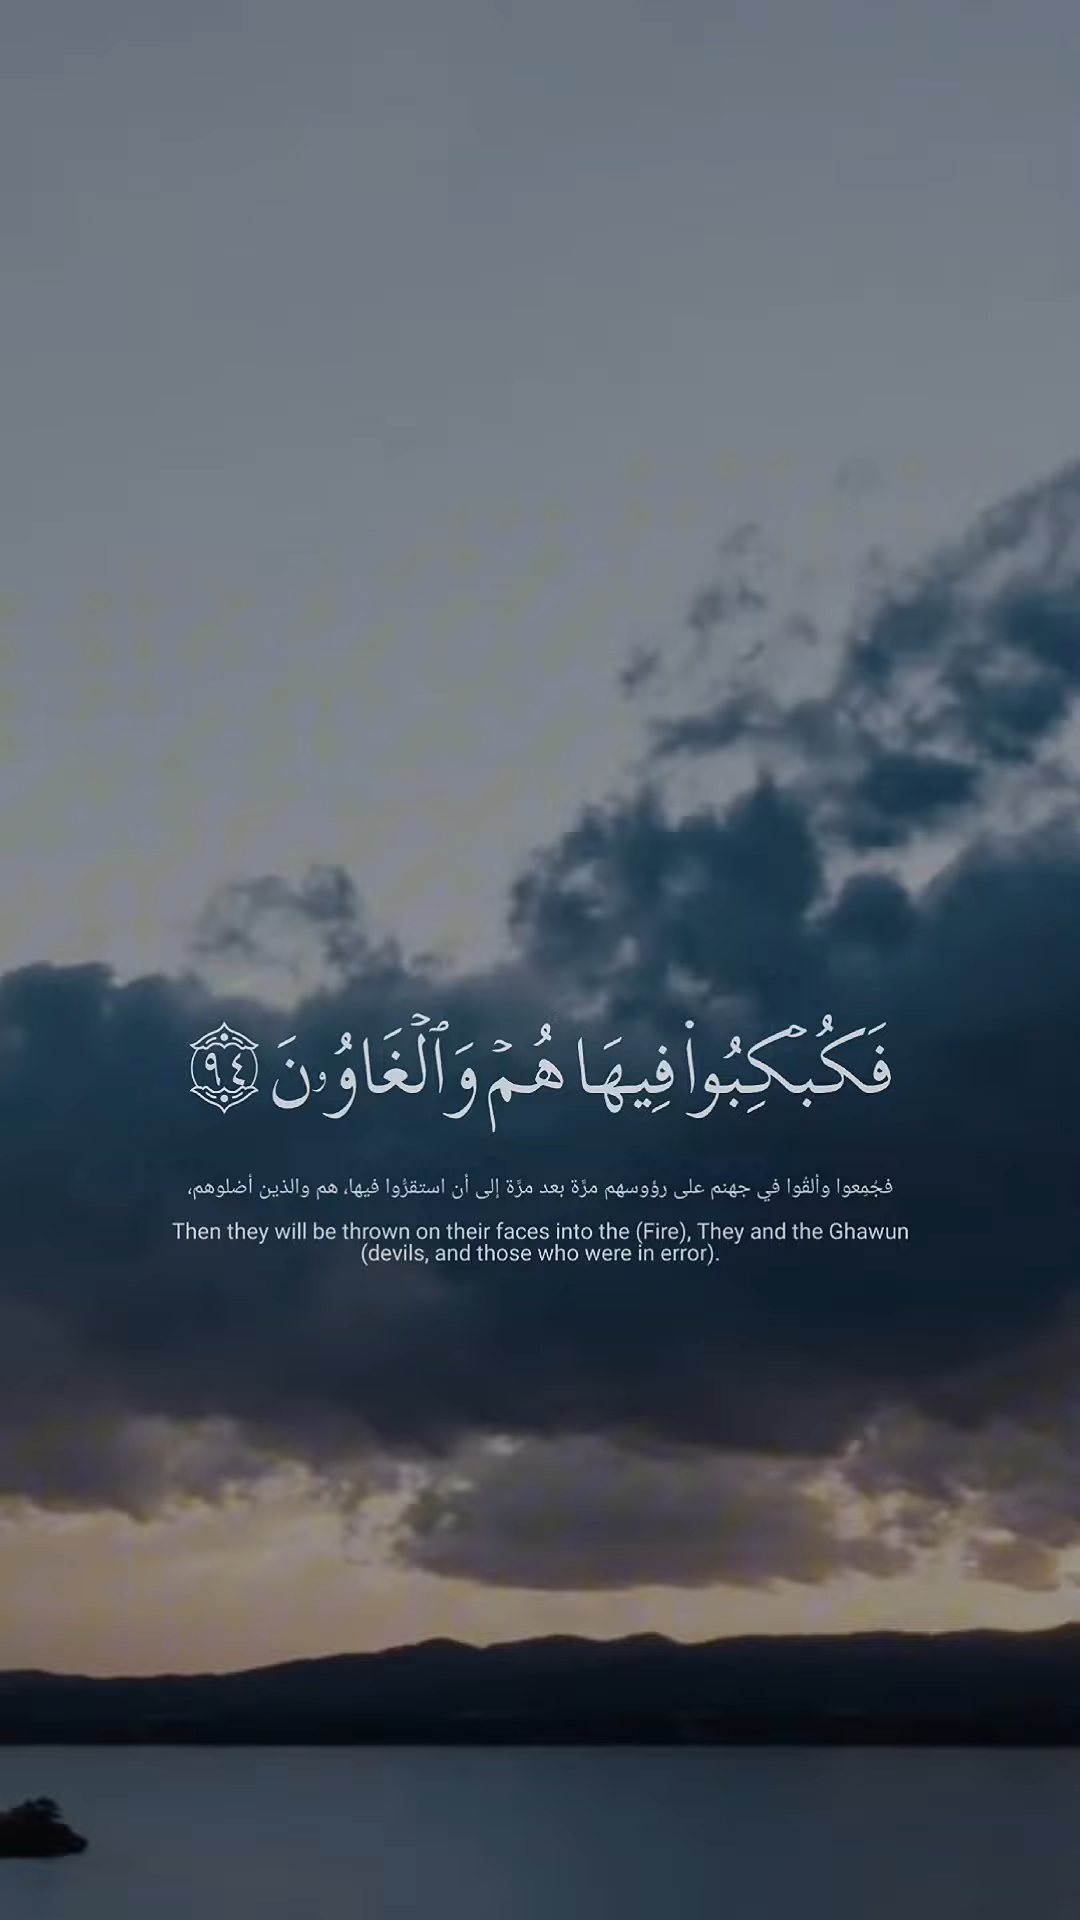 فَكُبۡكِبُواْ فِيهَا هُمۡ وَٱلۡغَاوُۥنَ ٩٤
فجُمِعوا وألقُوا في جهنم على رؤوسهم مرَّة بعد مرَّة إلى أن استقرُّوا فيها، هم والذين أضلوهم،
Then they will be thrown on their faces into the (Fire), They and the Ghawun
(devils, and those who were in error).